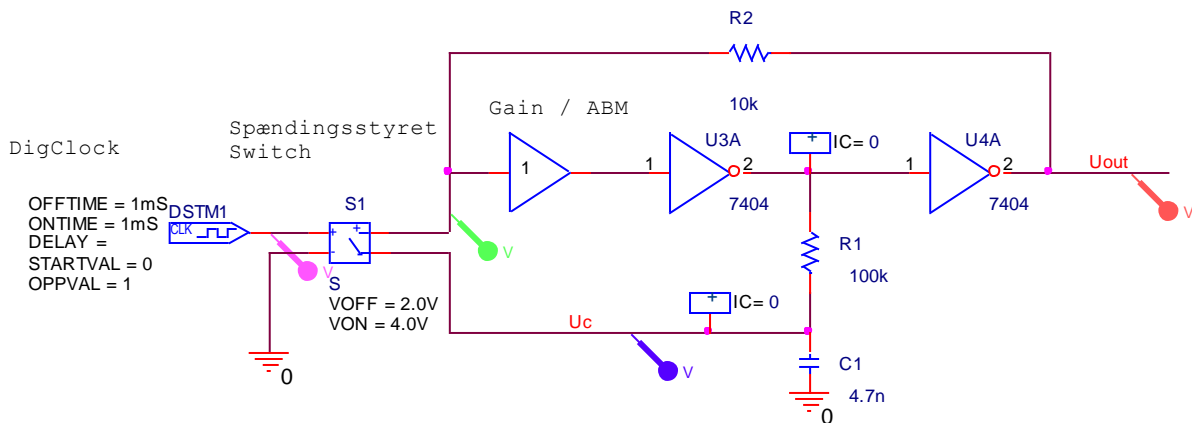 R2
10k
Gain / ABM
Spændingsstyret
Switch
DigClock
1
1
U3A
2
7404
IC= 0
1
U4A
2
7404
Uout
V
OFFTIME = 1mS
ONTIME = 1mS
DELAY =
STARTVAL = 0
OPPVAL = 1
DSTM1
CLK
V
S1
S
VOFF = 2.0V
VON = 4.0V
V
R1
100k
IC= 0
Uc
V
C1
4.7n
0
0